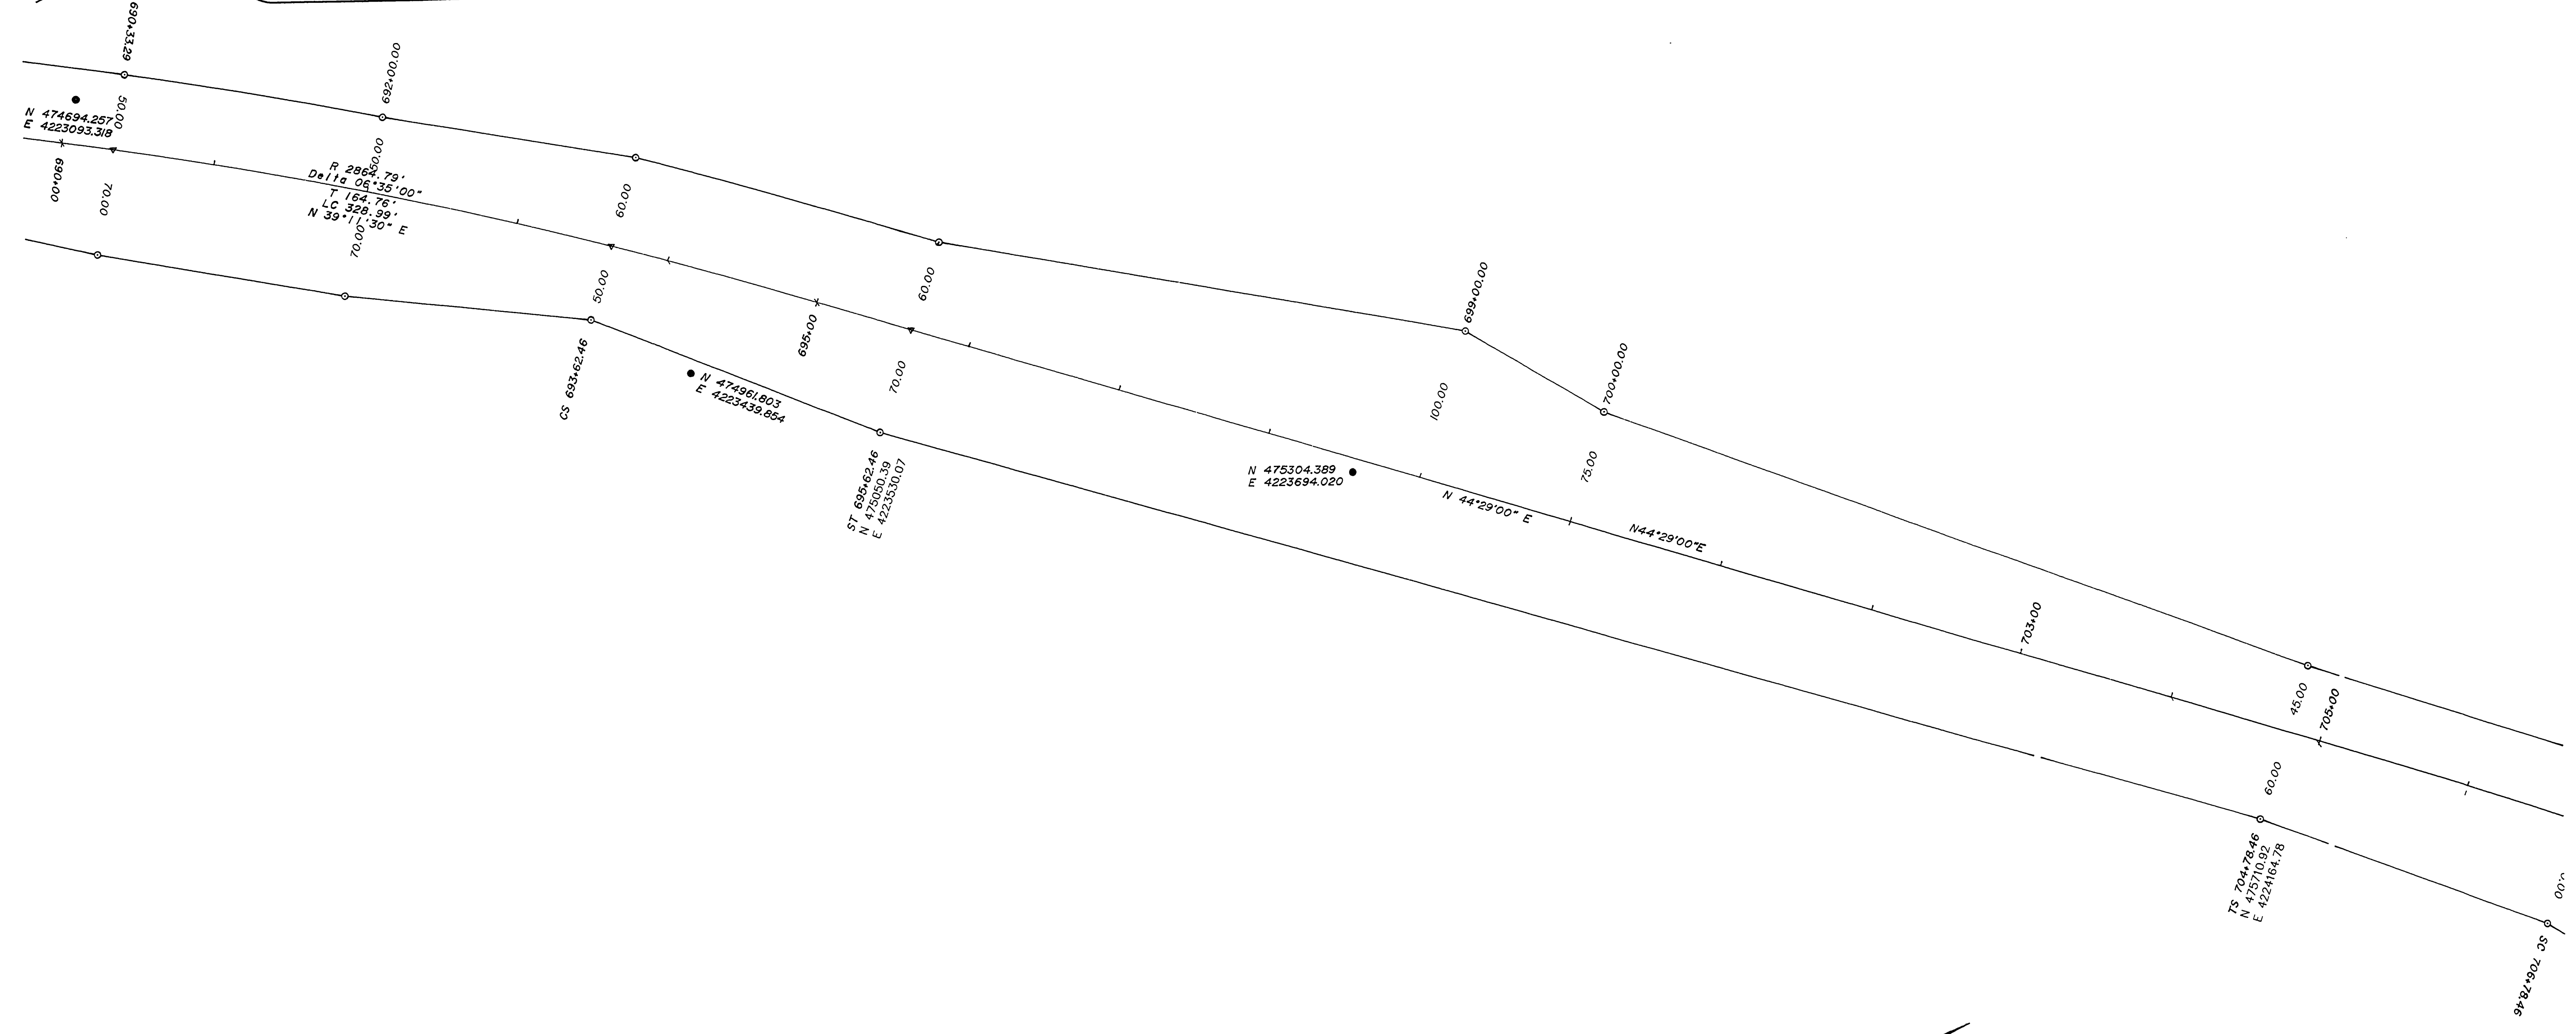 690+33.29
50.00
N 474694.257
E 4223093.318
690+00
70.00
692+00.00
50.00
R 2864.79'
Delta 06°35'00"
T 164.76'
LC 328.99'
N 39°11'30" E
70.00
60.00
50.00
CS 693+62.46
N 474961.803
E 4223439.854
695+00
60.00
70.00
ST 695+62.46
N 475050.39
E 4223530.07
699+00.00
100.00
700+00.00
75.00
N 475304.389
E 4223694.020
N 44°29'00" E
N44°29'00"E
703+00
45.00
705+00
60.00
TS 704+78.46
N 475710.92
E 4224164.78
SC 706+78.46